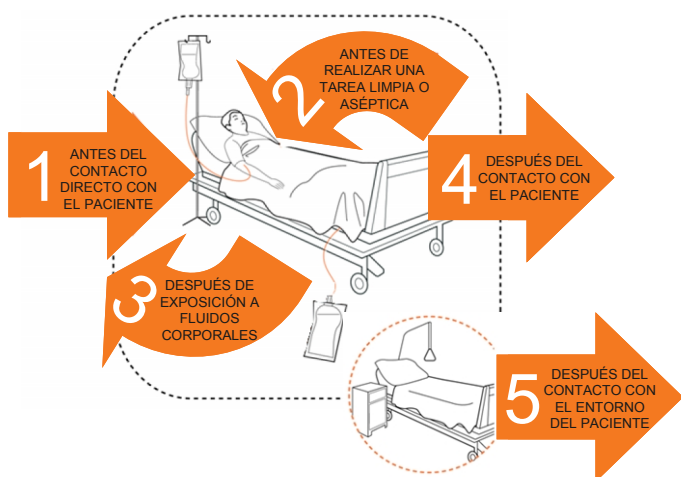 1
ANTES DEL
CONTACTO
DIRECTO CON
EL PACIENTE
2
ANTES DE
REALIZAR UNA
TAREA LIMPIA O
ASÉPTICA
3
DESPUÉS DE
EXPOSICIÓN A
FLUIDOS
CORPORALES
4
DESPUÉS DEL
CONTACTO CON
EL PACIENTE
5
DESPUÉS DEL
CONTACTO CON
EL ENTORNO
DEL PACIENTE